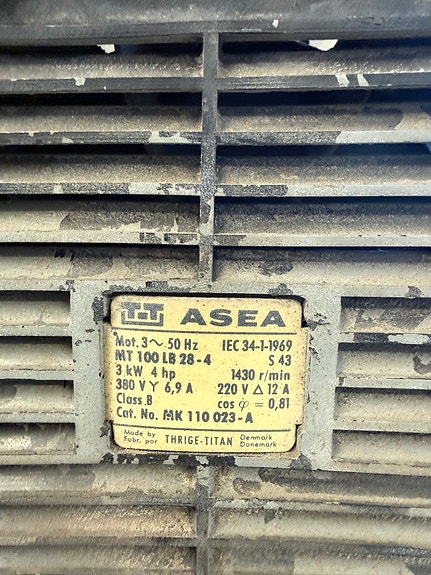 TT ASEA
Mot. 3~ 50 Hz IEC 34-1-1969
MT 100 LB 28-4 S 43
3 kW 4 hp 1430 r/min
380 V Y 6,9 A 220 V Δ 12 A
Class.B cos φ = 0,81
Cat. No. MK 110 023-A
Made by THRIGE-TITAN Denmark
Fabr. par Danemark